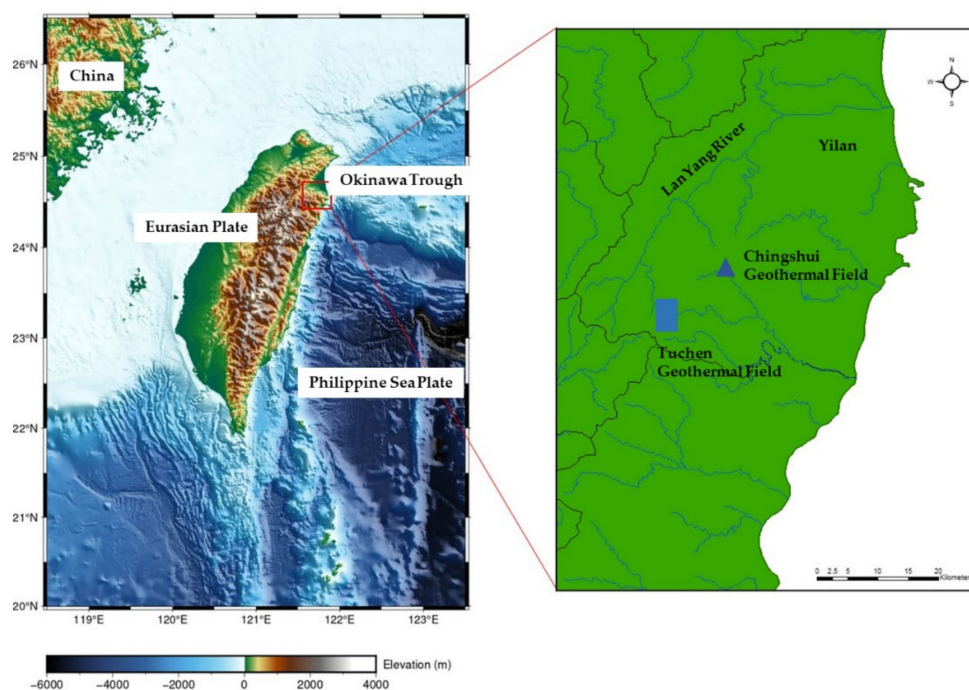 26°N
25°N
24°N
23°N
22°N
21°N
20°N
119°E
120°E
121°E
122°E
123°E
China
Okinawa Trough
Eurasian Plate
Philippine Sea Plate
−6000
−4000
−2000
0
2000
4000
Elevation (m)
N
W
E
S
Lan Yang River
Yilan
Chingshui
Geothermal Field
Tuchen
Geothermal Field
0 2.5 5 10 15 20
Kilometer